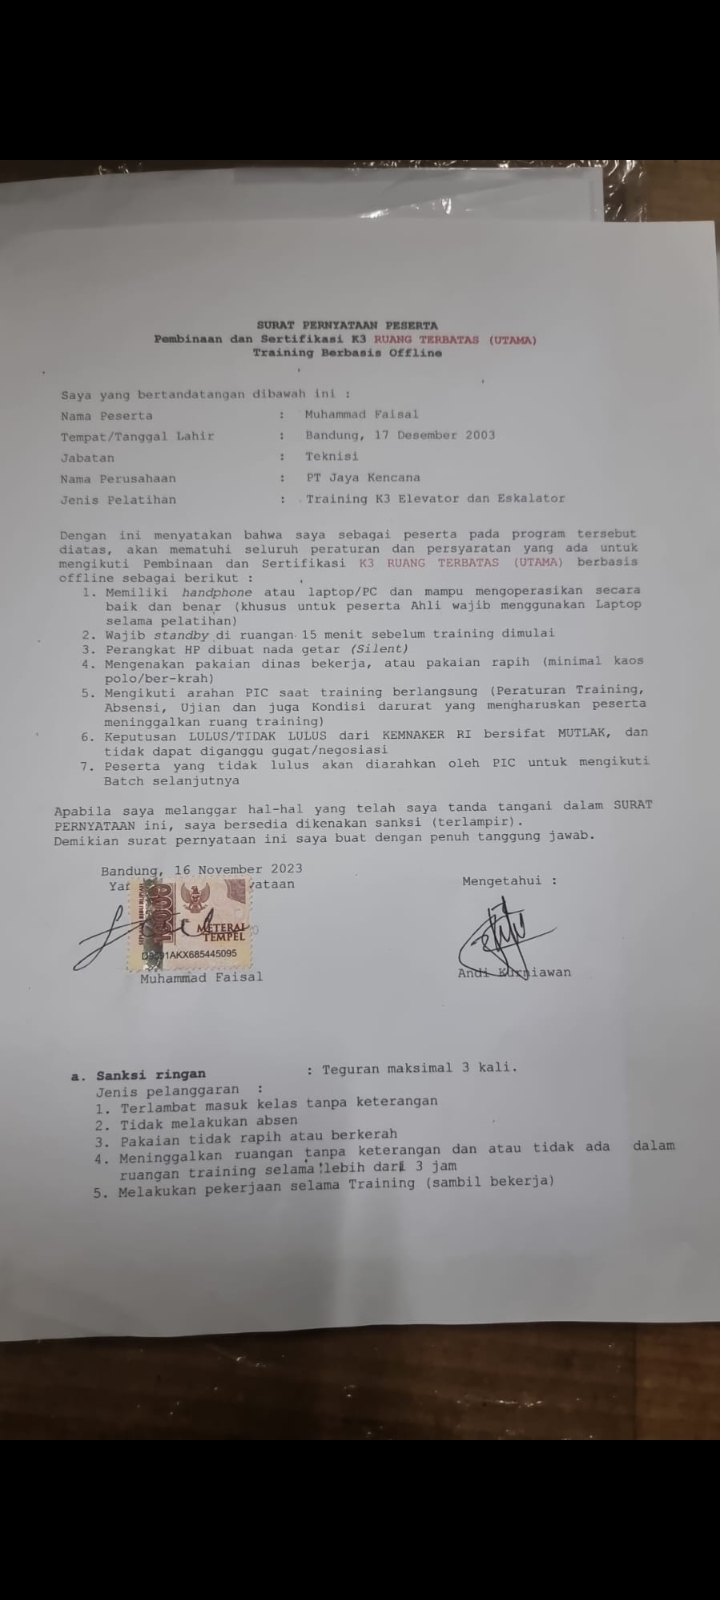 SURAT PERNYATAAN PESERTA
Pembinaan dan Sertifikasi K3 RUANG TERBATAS (UTAMA)
Training Berbasis Offline
Saya yang bertandatangan dibawah ini :
Nama Peserta : Muhammad Faisal
Tempat/Tanggal Lahir : Bandung, 17 Desember 2003
Jabatan : Teknisi
Nama Perusahaan : PT Jaya Kencana
Jenis Pelatihan : Training K3 Elevator dan Eskalator
Dengan ini menyatakan bahwa saya sebagai peserta pada program tersebut
diatas, akan mematuhi seluruh peraturan dan persyaratan yang ada untuk
mengikuti Pembinaan dan Sertifikasi K3 RUANG TERBATAS (UTAMA) berbasis
offline sebagai berikut :
1. Memiliki handphone atau laptop/PC dan mampu mengoperasikan secara
baik dan benar (khusus untuk peserta Ahli wajib menggunakan Laptop
selama pelatihan)
2. Wajib standby di ruangan 15 menit sebelum training dimulai
3. Perangkat HP dibuat nada getar (Silent)
4. Mengenakan pakaian dinas bekerja, atau pakaian rapih (minimal kaos
polo/ber-krah)
5. Mengikuti arahan PIC saat training berlangsung (Peraturan Training,
Absensi, Ujian dan juga Kondisi darurat yang mengharuskan peserta
meninggalkan ruang training)
6. Keputusan LULUS/TIDAK LULUS dari KEMNAKER RI bersifat MUTLAK, dan
tidak dapat diganggu gugat/negosiasi
7. Peserta yang tidak lulus akan diarahkan oleh PIC untuk mengikuti
Batch selanjutnya
Apabila saya melanggar hal-hal yang telah saya tanda tangani dalam SURAT
PERNYATAAN ini, saya bersedia dikenakan sanksi (terlampir).
Demikian surat pernyataan ini saya buat dengan penuh tanggung jawab.
Bandung, 16 November 2023
Mengetahui :
METERAI
TEMPEL
Muhammad Faisal
Andi Kurniawan
a. Sanksi ringan : Teguran maksimal 3 kali.
Jenis pelanggaran :
1. Terlambat masuk kelas tanpa keterangan
2. Tidak melakukan absen
3. Pakaian tidak rapih atau berkerah
4. Meninggalkan ruangan tanpa keterangan dan atau tidak ada dalam
ruangan training selama lebih dari 3 jam
5. Melakukan pekerjaan selama Training (sambil bekerja)